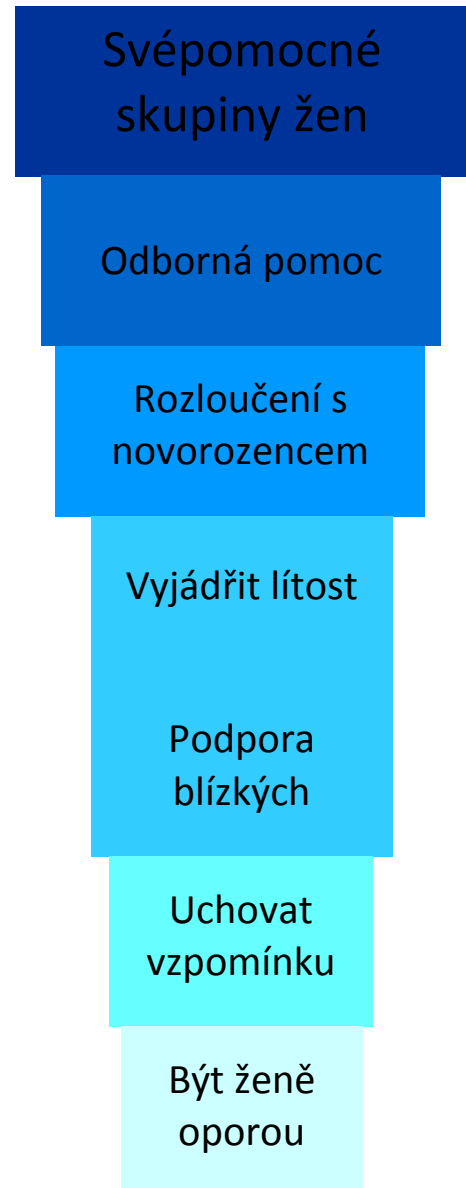 Svépomocné
skupiny žen
Odborná pomoc
Rozloučení s
novorozencem
Vyjádřit lítost
Podpora
blízkých
Uchovat
vzpomínku
Být ženě
oporou